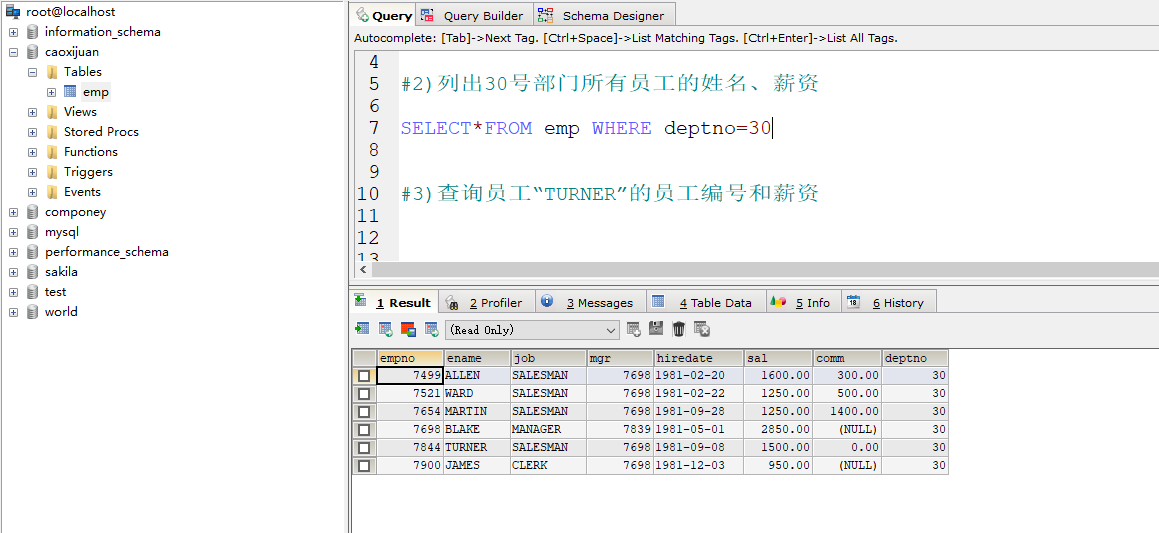 root@localhost
information_schema
caoxijuan
Tables
emp
Views
Stored Procs
Functions
Triggers
Events
componey
mysql
performance_schema
sakila
test
world
Query Query Builder Schema Designer
Autocomplete: [Tab]->Next Tag. [Ctrl+Space]->List Matching Tags. [Ctrl+Enter]->List All Tags.
4
5 #2)列出30号部门所有员工的姓名、薪资
6
7 SELECT*FROM emp WHERE deptno=30
8
9
10 #3)查询员工“TURNER”的员工编号和薪资
11
12
13
1 Result 2 Profiler 3 Messages 4 Table Data 5 Info 18 6 History
(Read Only)
empno ename job mgr hiredate sal comm deptno
7499 ALLEN SALESMAN 7698 1981-02-20 1600.00 300.00 30
7521 WARD SALESMAN 7698 1981-02-22 1250.00 500.00 30
7654 MARTIN SALESMAN 7698 1981-09-28 1250.00 1400.00 30
7698 BLAKE MANAGER 7839 1981-05-01 2850.00 (NULL) 30
7844 TURNER SALESMAN 7698 1981-09-08 1500.00 0.00 30
7900 JAMES CLERK 7698 1981-12-03 950.00 (NULL) 30